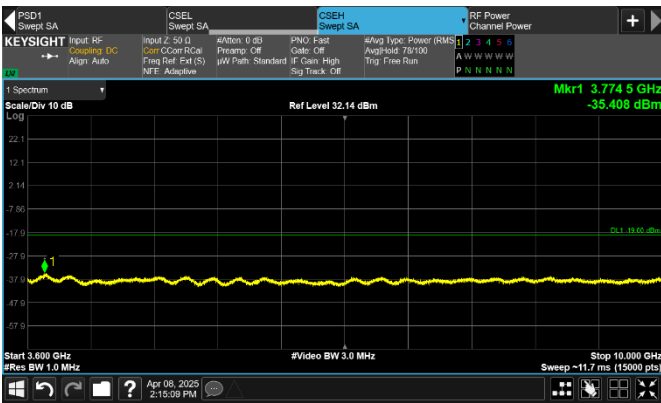 PSD1
Swept SA
CSEL
Swept SA
CSEH
Swept SA
RF Power
Channel Power
+
KEYSIGHT
Input: RF
Coupling: DC
Align: Auto
Input Z: 50 Ω
Corr CCorr RCal
Freq Ref: Ext (S)
NFE: Adaptive
#Atten: 0 dB
Preamp: Off
µW Path: Standard
PNO: Fast
Gate: Off
IF Gain: High
Sig Track: Off
#Avg Type: Power (RMS
Avg|Hold: 78/100
Trig: Free Run
1 2 3 4 5 6
A W W W W W
P N N N N N
LXI
1 Spectrum
Scale/Div 10 dB
Ref Level 32.14 dBm
Mkr1 3.774 5 GHz
-35.408 dBm
Log
22.1
12.1
2.14
-7.86
-17.9
DL1 -19.00 dBm
-27.9
1
-37.9
-47.9
-57.9
Start 3.600 GHz
#Video BW 3.0 MHz
Stop 10.000 GHz
#Res BW 1.0 MHz
Sweep ~11.7 ms (15000 pts)
?
Apr 08, 2025
2:15:09 PM